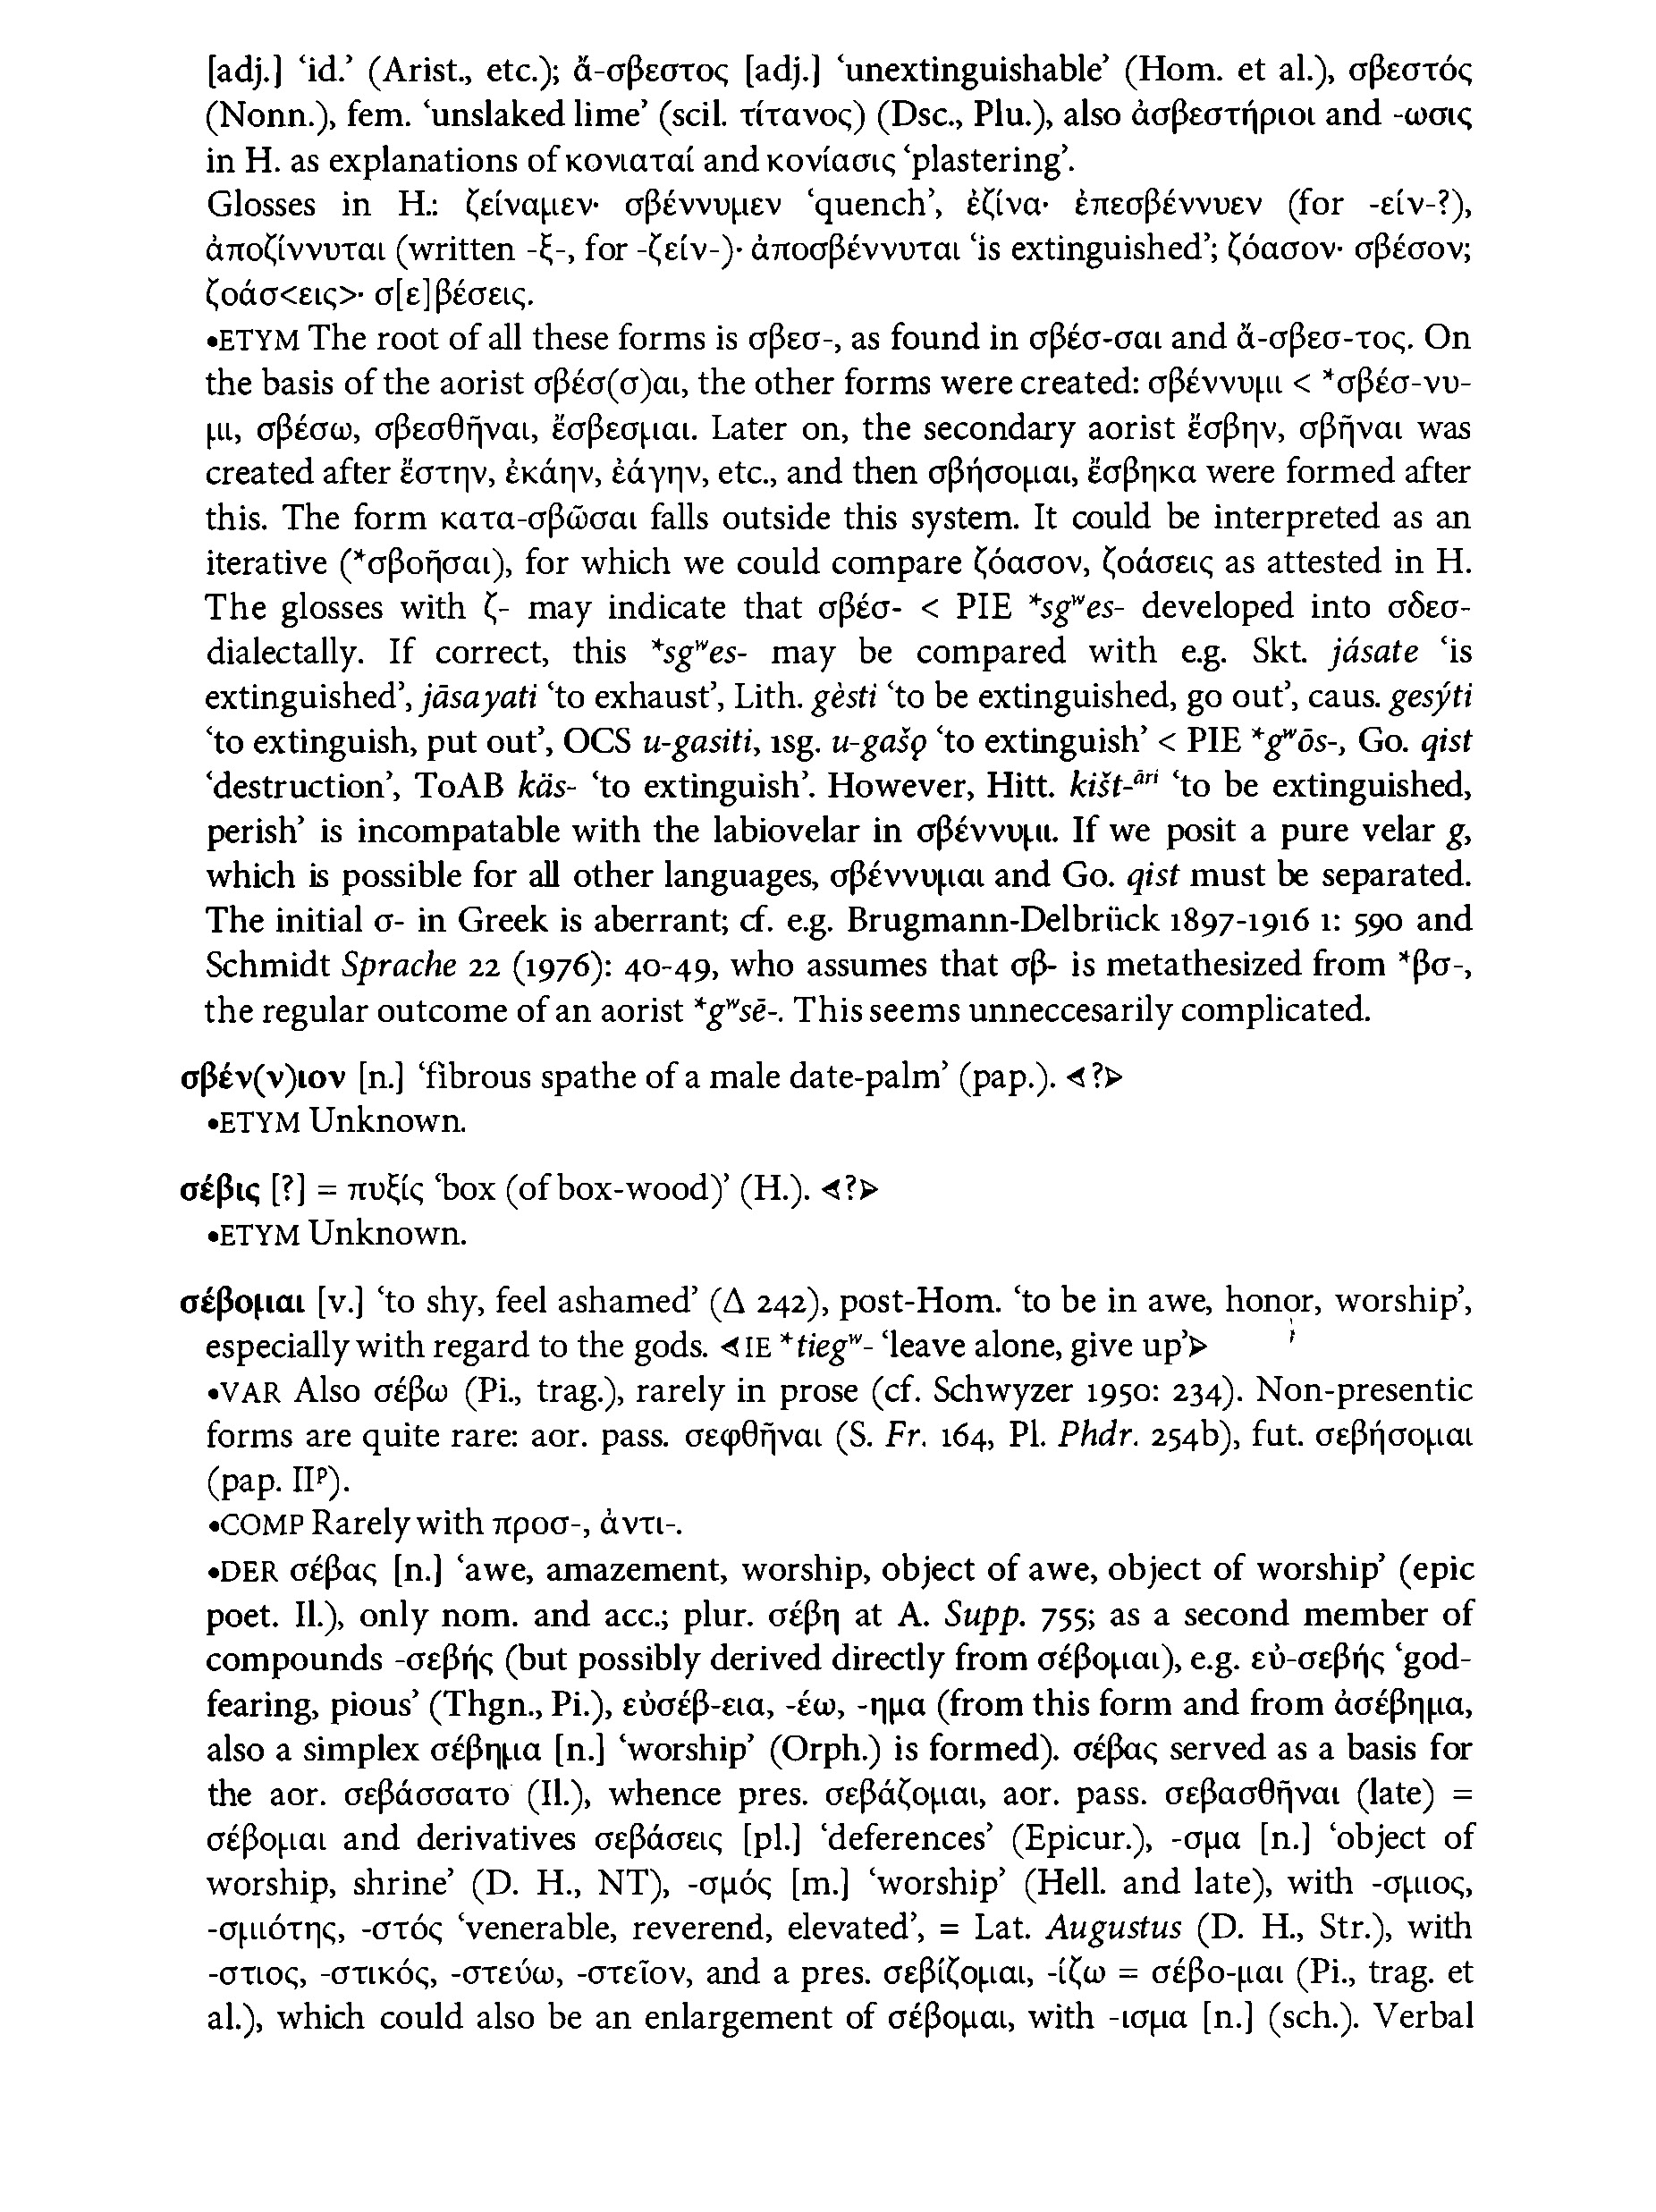 [adj.] ‘id.’ (Arist., etc.); ἄ-σβεστος [adj.] ‘unextinguishable’ (Hom. et al.), σβεστός
(Nonn.), fem. ‘unslaked lime’ (scil. τίτανος) (Dsc., Plu.), also ἀσβεστήριοι and -ωσις
in H. as explanations of κονιαταί and κονίασις ‘plastering’.
Glosses in H.: ζείναμεν· σβέννυμεν ‘quench’, ἐζίνα· ἐπεσβέννυεν (for -είν-?),
ἀποζίννυται (written -ξ-, for -ζείν-)· ἀποσβέννυται ‘is extinguished’; ζόασον· σβέσον;
ζοάσ<εις>· σ[ε]βέσεις.
•ETYM The root of all these forms is σβεσ-, as found in σβέσ-σαι and ἄ-σβεσ-τος. On
the basis of the aorist σβέσ(σ)αι, the other forms were created: σβέννυμι < *σβέσ-νυ-
μι, σβέσω, σβεσθῆναι, ἔσβεσμαι. Later on, the secondary aorist ἔσβην, σβῆναι was
created after ἔστην, ἐκάην, ἐάγην, etc., and then σβήσομαι, ἔσβηκα were formed after
this. The form κατα-σβῶσαι falls outside this system. It could be interpreted as an
iterative (*σβοῆσαι), for which we could compare ζόασον, ζοάσεις as attested in H.
The glosses with ζ- may indicate that σβέσ- < PIE *sgʷes- developed into σδεσ-
dialectally. If correct, this *sgʷes- may be compared with e.g. Skt. jásate ‘is
extinguished’, jāsayati ‘to exhaust’, Lith. gèsti ‘to be extinguished, go out’, caus. gesýti
‘to extinguish, put out’, OCS u-gasiti, 1sg. u-gašǫ ‘to extinguish’ < PIE *gʷōs-, Go. qist
‘destruction’, ToAB käs- ‘to extinguish’. However, Hitt. kišt-āri ‘to be extinguished,
perish’ is incompatable with the labiovelar in σβέννυμι. If we posit a pure velar g,
which is possible for all other languages, σβέννυμαι and Go. qist must be separated.
The initial σ- in Greek is aberrant; cf. e.g. Brugmann-Delbrück 1897-1916 1: 590 and
Schmidt Sprache 22 (1976): 40-49, who assumes that σβ- is metathesized from *βσ-,
the regular outcome of an aorist *gʷsē-. This seems unneccesarily complicated.
σβέν(ν)ιον [n.] ‘fibrous spathe of a male date-palm’ (pap.). ⊲?⊳
•ETYM Unknown.
σέβις [?] = πυξίς ‘box (of box-wood)’ (H.). ⊲?⊳
•ETYM Unknown.
σέβομαι [v.] ‘to shy, feel ashamed’ (Δ 242), post-Hom. ‘to be in awe, honor, worship’,
especially with regard to the gods. ⊲IE *tiegʷ- ‘leave alone, give up’⊳
•VAR Also σέβω (Pi., trag.), rarely in prose (cf. Schwyzer 1950: 234). Non-presentic
forms are quite rare: aor. pass. σεφθῆναι (S. Fr. 164, Pl. Phdr. 254b), fut. σεβήσομαι
(pap. IIᵖ).
•COMP Rarely with προσ-, ἀντι-.
•DER σέβας [n.] ‘awe, amazement, worship, object of awe, object of worship’ (epic
poet. Il.), only nom. and acc.; plur. σέβη at A. Supp. 755; as a second member of
compounds -σεβής (but possibly derived directly from σέβομαι), e.g. εὐ-σεβής ‘god-
fearing, pious’ (Thgn., Pi.), εὐσέβ-εια, -έω, -ημα (from this form and from ἀσέβημα,
also a simplex σέβημα [n.] ‘worship’ (Orph.) is formed). σέβας served as a basis for
the aor. σεβάσσατο (Il.), whence pres. σεβάζομαι, aor. pass. σεβασθῆναι (late) =
σέβομαι and derivatives σεβάσεις [pl.] ‘deferences’ (Epicur.), -σμα [n.] ‘object of
worship, shrine’ (D. H., NT), -σμός [m.] ‘worship’ (Hell. and late), with -σμιος,
-σμιότης, -στός ‘venerable, reverend, elevated’, = Lat. Augustus (D. H., Str.), with
-στιος, -στικός, -στεύω, -στεῖον, and a pres. σεβίζομαι, -ίζω = σέβο-μαι (Pi., trag. et
al.), which could also be an enlargement of σέβομαι, with -ισμα [n.] (sch.). Verbal